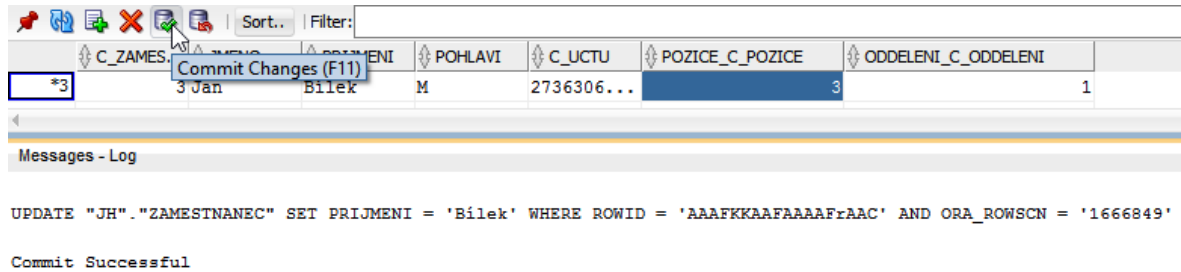 Sort.. Filter:
C_ZAMES... JMENO PRIJMENI POHLAVI C_UCTU POZICE_C_POZICE ODDELENI_C_ODDELENI
Commit Changes (F11)
*3 3 Jan Bílek M 2736306... 3 1
Messages - Log
UPDATE "JH"."ZAMESTNANEC" SET PRIJMENI = 'Bílek' WHERE ROWID = 'AAAFKKAAFAAAAFrAAC' AND ORA_ROWSCN = '1666849'
Commit Successful